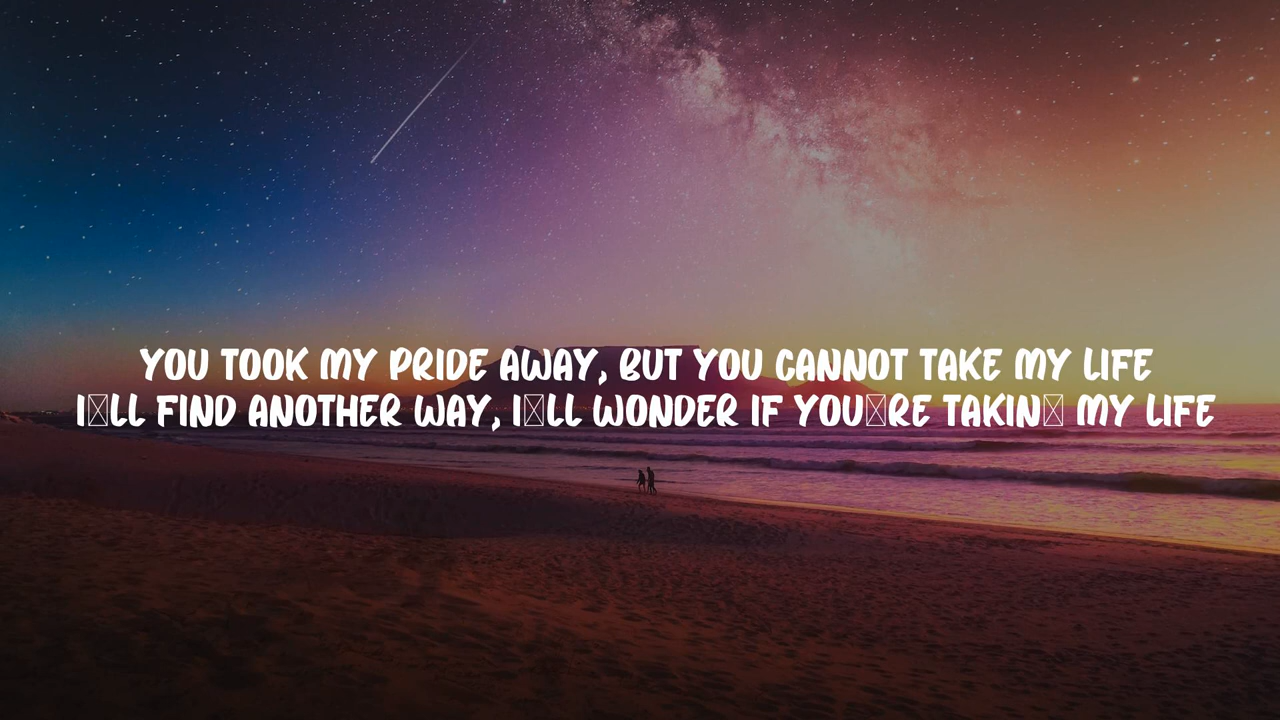 YOU TOOK MY PRIDE AWAY, BUT YOU CANNOT TAKE MY LIFE
I☒LL FIND ANOTHER WAY, I☒LL WONDER IF YOU☒RE TAKIN☒ MY LIFE